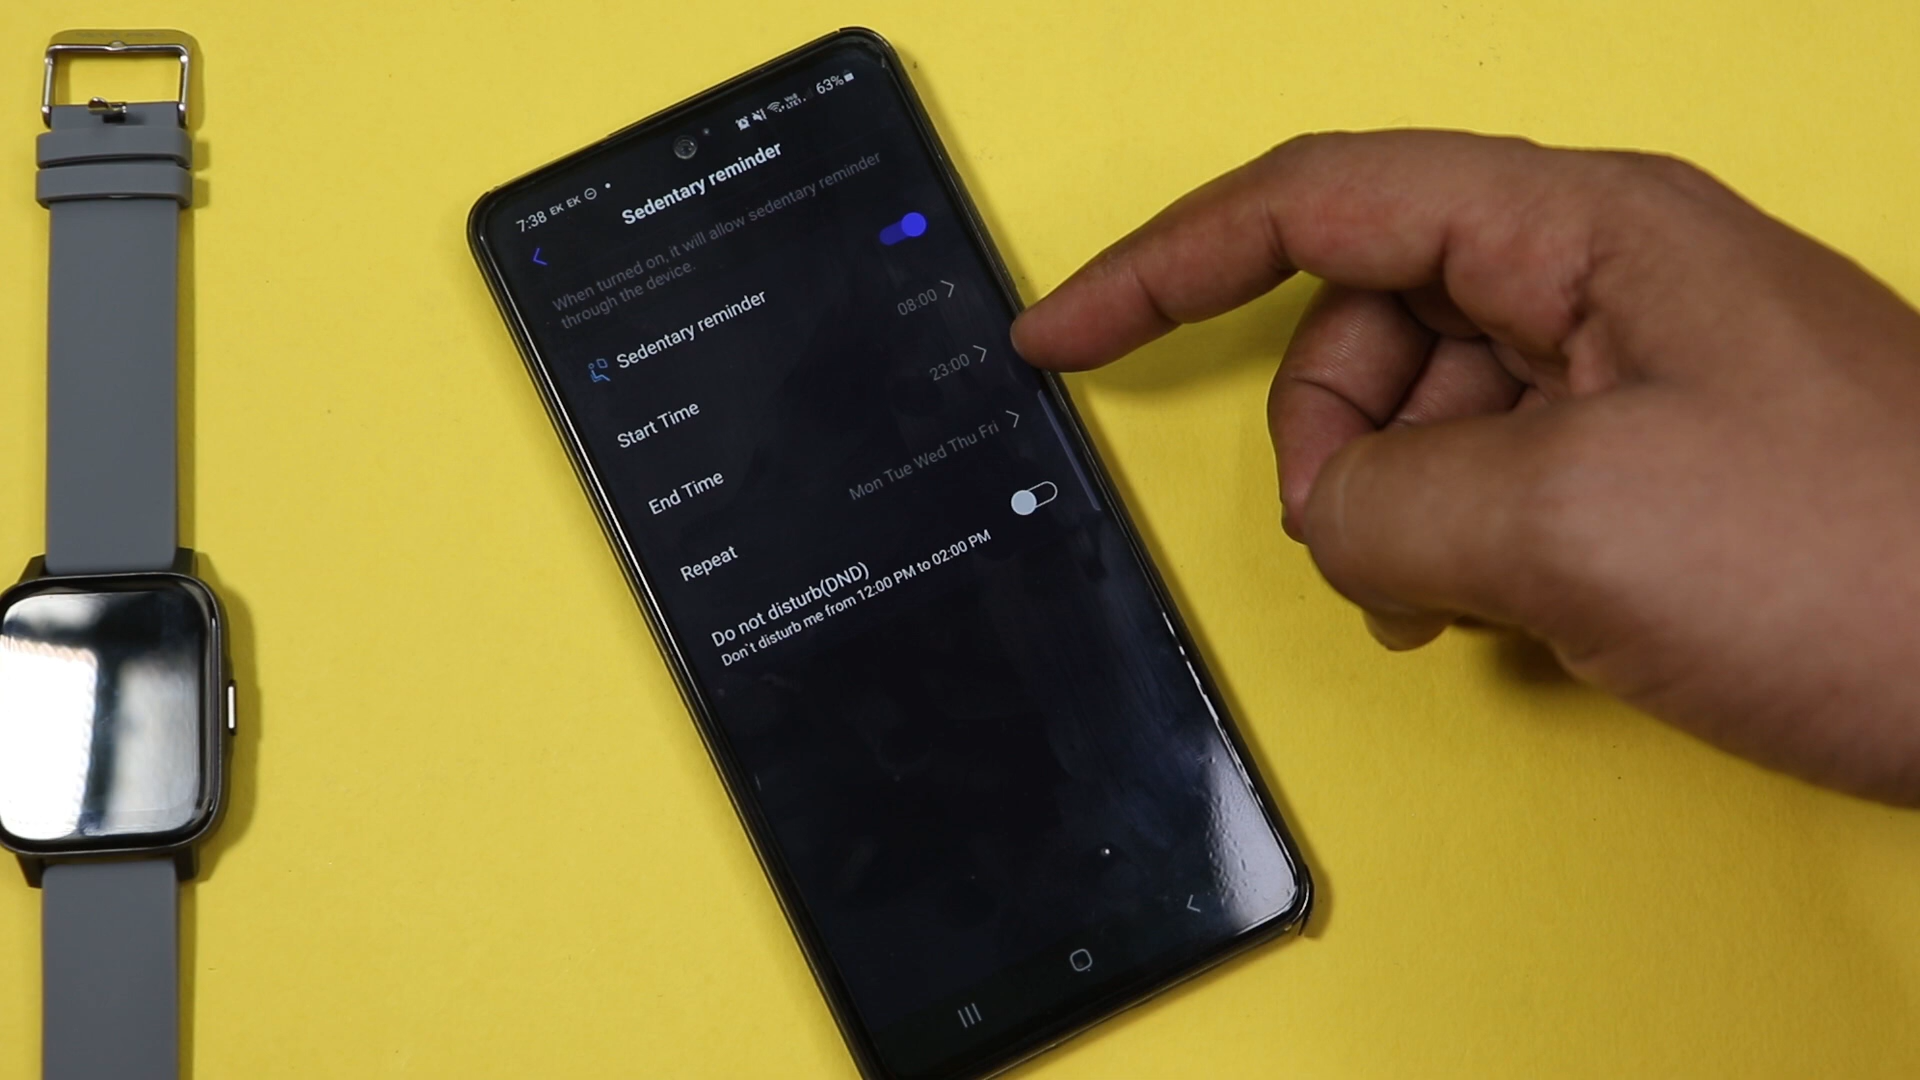 7:38 EK EK
63%
Sedentary reminder
When turned on, it will allow sedentary reminder
through the device.
Sedentary reminder
Start Time 08:00
End Time 23:00
Repeat Mon Tue Wed Thu Fri
Do not disturb(DND)
Don`t disturb me from 12:00 PM to 02:00 PM